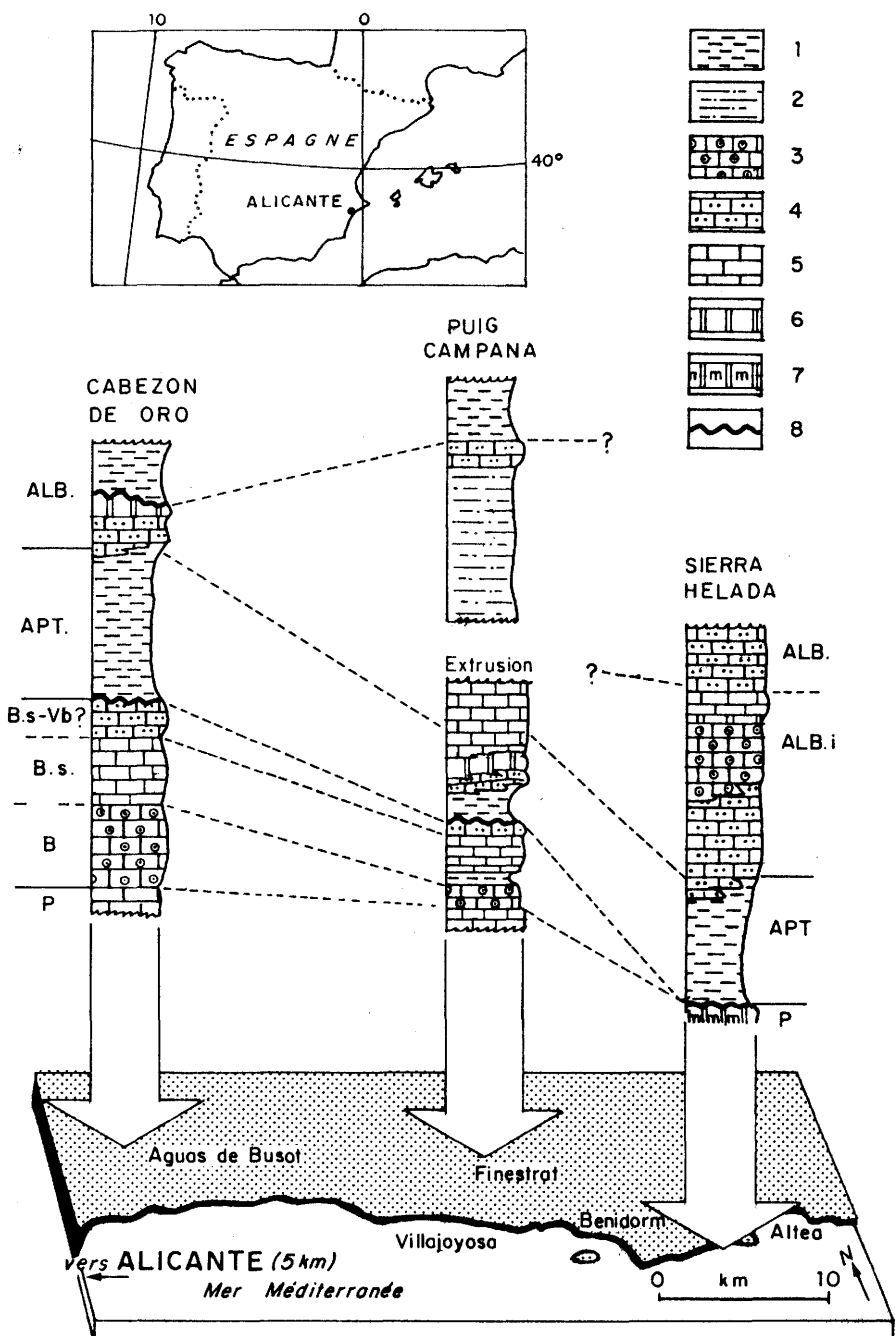 10 0
ESPAGNE
40°
ALICANTE
1
2
3
4
5
6
7
8
m m m
CABEZON
DE ORO
PUIG
CAMPANA
SIERRA
HELADA
ALB.
APT.
B.s-Vb?
B.s.
B
P
?
Extrusion
?
ALB.
ALB.i
APT
P
m m m
Aguas de Busot
Finestrat
Benidorm
Altea
Villajoyosa
vers ALICANTE (5 km)
Mer Méditerranée
0 km 10
N